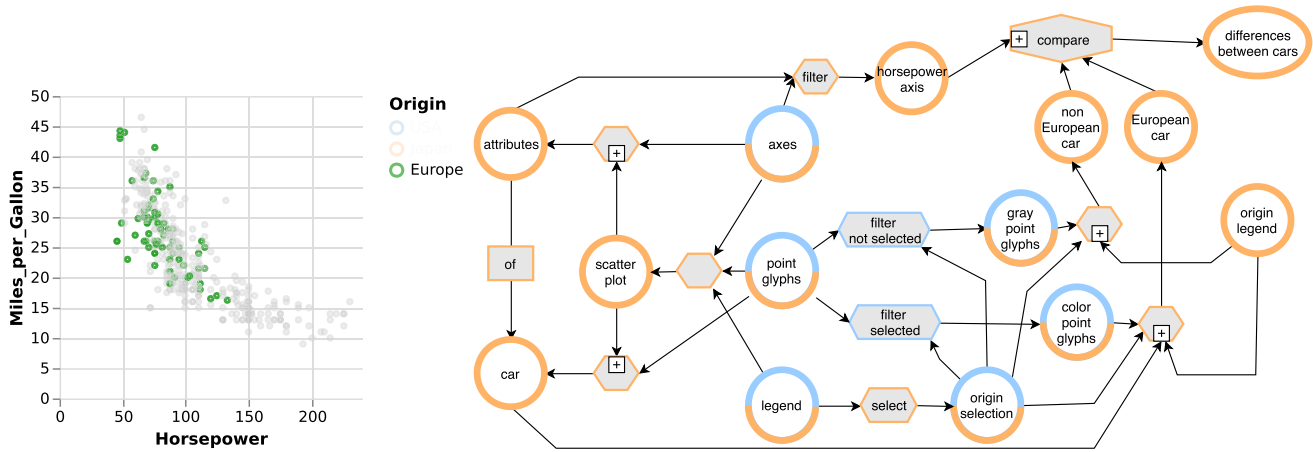 50
45
40
35
30
25
20
15
10
5
0
Miles_per_Gallon
0
50
100
150
200
Horsepower
Origin
Europe
attributes
of
car
+
scatter
plot
+
filter
horsepower
axis
axes
point
glyphs
legend
select
origin
selection
filter
not selected
filter
selected
gray
point
glyphs
color
point
glyphs
+
compare
differences
between cars
non
European
car
European
car
+
+
origin
legend